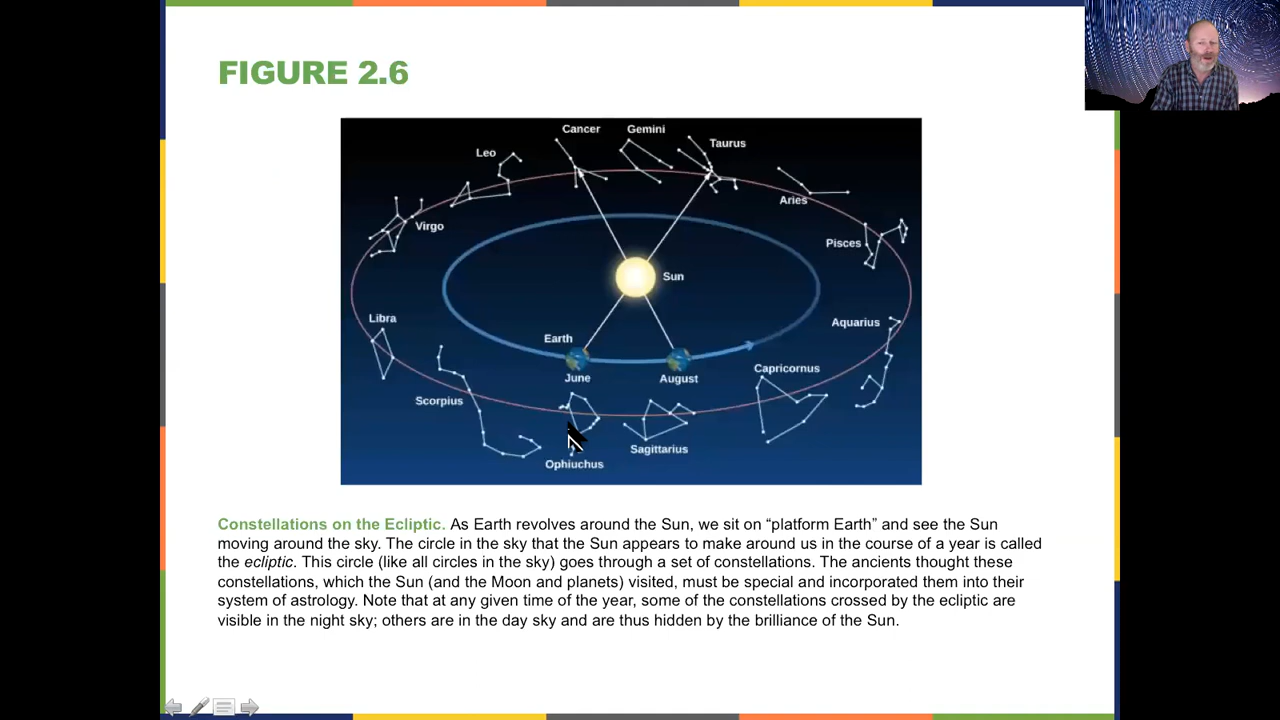 FIGURE 2.6
Cancer
Gemini
Taurus
Leo
Aries
Virgo
Pisces
Sun
Libra
Aquarius
Earth
June
August
Capricornus
Scorpius
Sagittarius
Ophiuchus
Constellations on the Ecliptic. As Earth revolves around the Sun, we sit on “platform Earth” and see the Sun
moving around the sky. The circle in the sky that the Sun appears to make around us in the course of a year is called
the ecliptic. This circle (like all circles in the sky) goes through a set of constellations. The ancients thought these
constellations, which the Sun (and the Moon and planets) visited, must be special and incorporated them into their
system of astrology. Note that at any given time of the year, some of the constellations crossed by the ecliptic are
visible in the night sky; others are in the day sky and are thus hidden by the brilliance of the Sun.